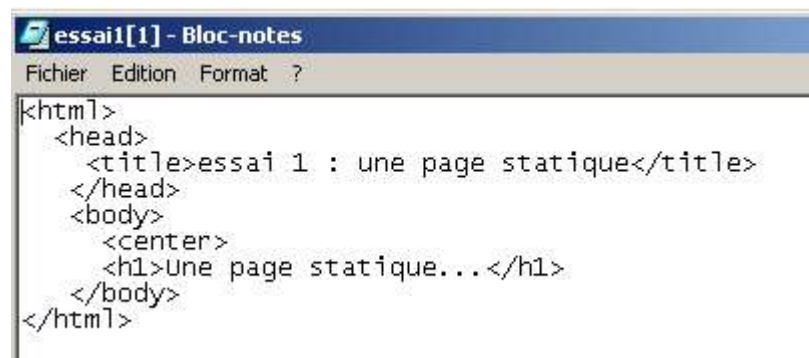 essai1[1] - Bloc-notes
Fichier Edition Format ?
<html>
<head>
<title>essai 1 : une page statique</title>
</head>
<body>
<center>
<h1>Une page statique...</h1>
</body>
</html>